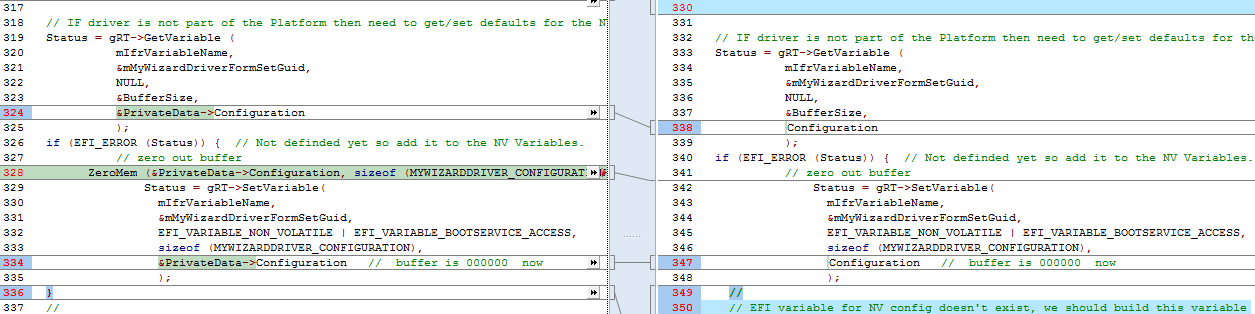 317
318 // IF driver is not part of the Platform then need to get/set defaults for the N
319 Status = gRT->GetVariable (
320 mIfrVariableName,
321 &mMyWizardDriverFormSetGuid,
322 NULL,
323 &BufferSize,
324 &PrivateData->Configuration
325 );
326 if (EFI_ERROR (Status)) { // Not definded yet so add it to the NV Variables.
327 // zero out buffer
328 ZeroMem (&PrivateData->Configuration, sizeof (MYWIZARDDRIVER_CONFIGURATI
329 Status = gRT->SetVariable(
330 mIfrVariableName,
331 &mMyWizardDriverFormSetGuid,
332 EFI_VARIABLE_NON_VOLATILE | EFI_VARIABLE_BOOTSERVICE_ACCESS,
333 sizeof (MYWIZARDDRIVER_CONFIGURATION),
334 &PrivateData->Configuration // buffer is 000000 now
335 );
336 }
337 //
330
331
332 // IF driver is not part of the Platform then need to get/set defaults for the
333 Status = gRT->GetVariable (
334 mIfrVariableName,
335 &mMyWizardDriverFormSetGuid,
336 NULL,
337 &BufferSize,
338 Configuration
339 );
340 if (EFI_ERROR (Status)) { // Not definded yet so add it to the NV Variables.
341 // zero out buffer
342 Status = gRT->SetVariable(
343 mIfrVariableName,
344 &mMyWizardDriverFormSetGuid,
345 EFI_VARIABLE_NON_VOLATILE | EFI_VARIABLE_BOOTSERVICE_ACCESS,
346 sizeof (MYWIZARDDRIVER_CONFIGURATION),
347 Configuration // buffer is 000000 now
348 );
349 //
350 // EFI variable for NV config doesn't exist, we should build this variable